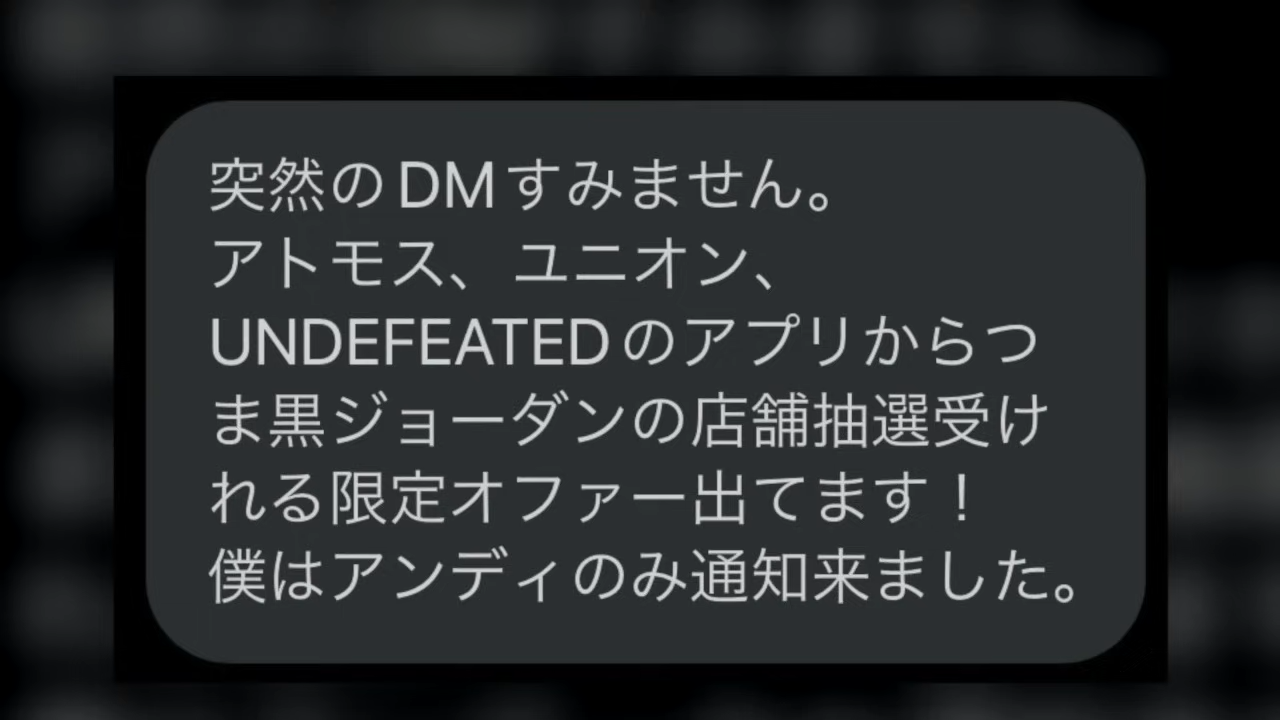 突然のDMすみません。
アトモス、ユニオン、
UNDEFEATEDのアプリからつ
ま黒ジョーダンの店舗抽選受け
れる限定オファー出てます！
僕はアンディのみ通知来ました。